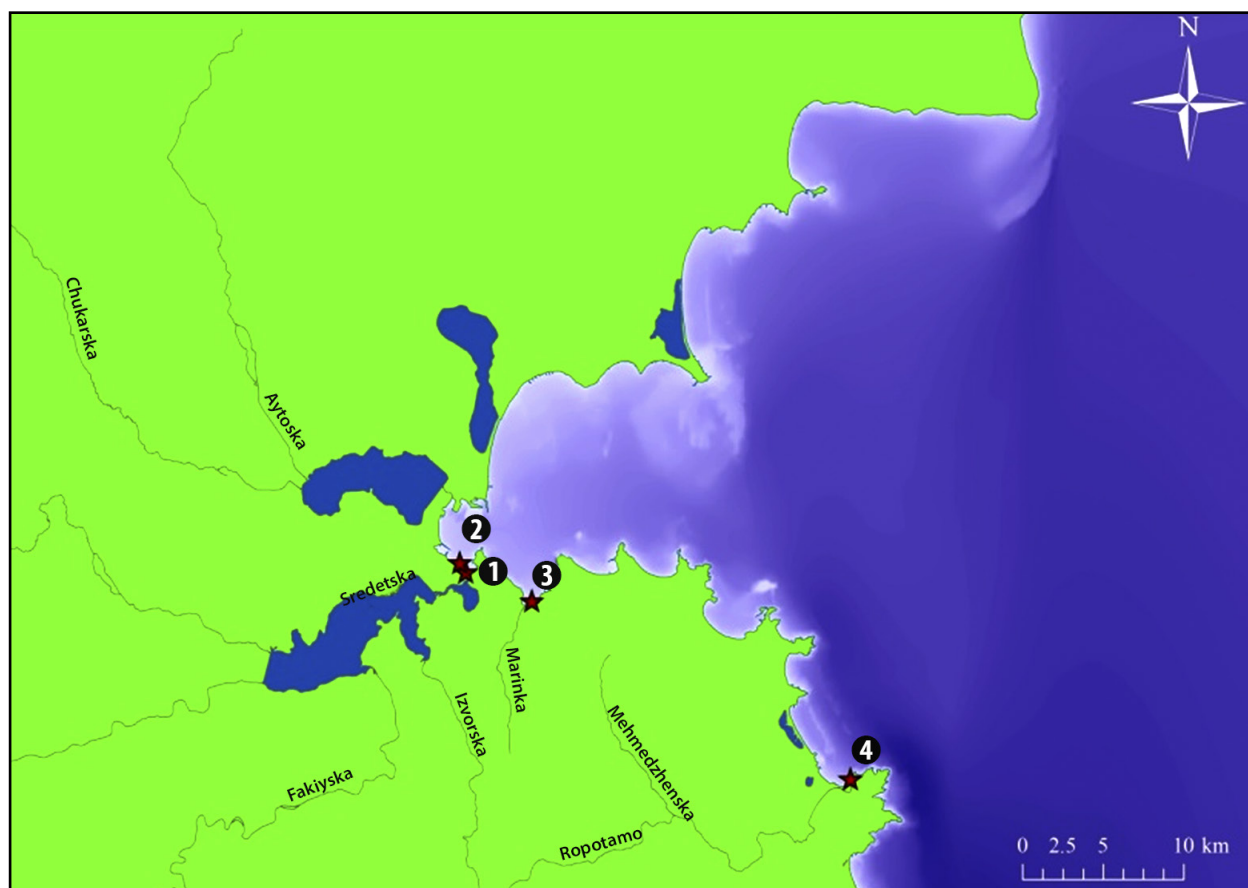 N
Chukarska
Aytoska
2
1
3
Sredetska
Marinka
Izvorska
Mehmedzhenska
4
Fakiyska
Ropotamo
0 2.5 5 10 km